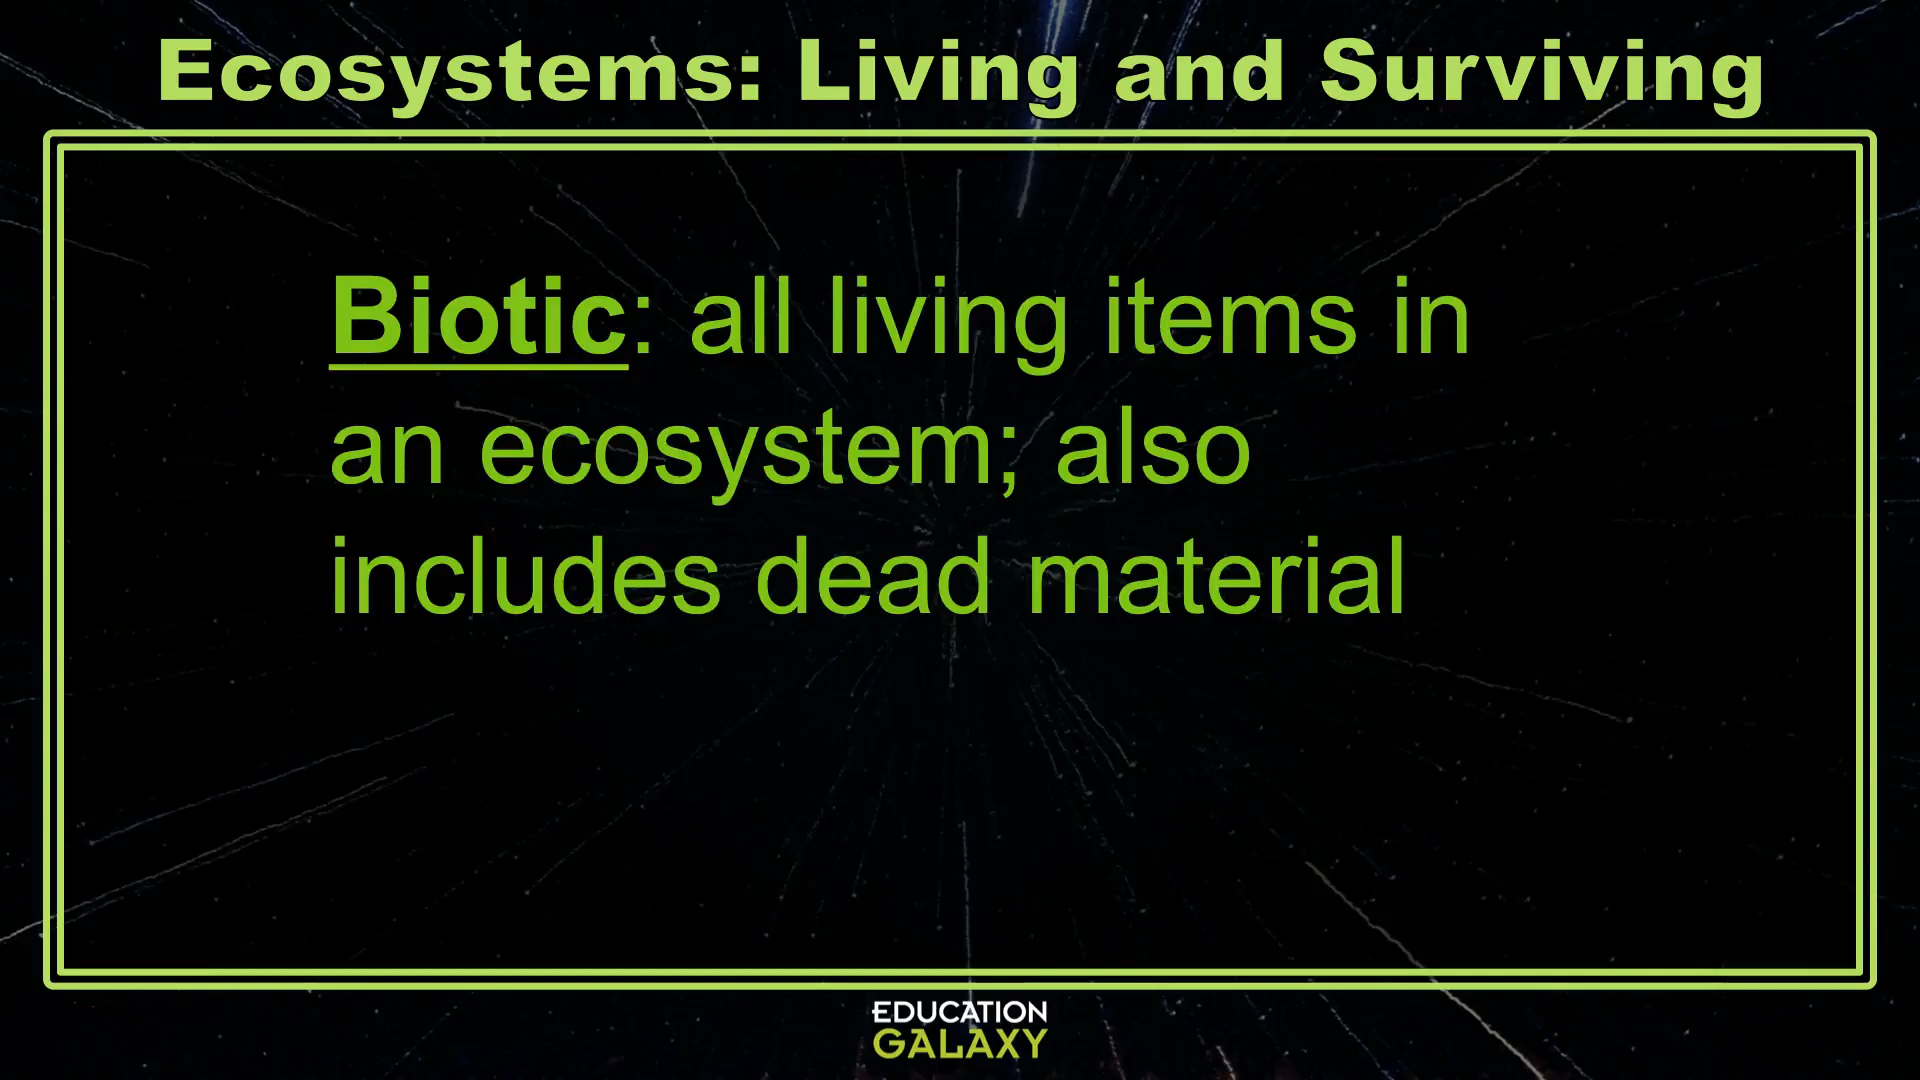 Ecosystems: Living and Surviving
Biotic: all living items in
an ecosystem; also
includes dead material
EDUCATION
GALAXY